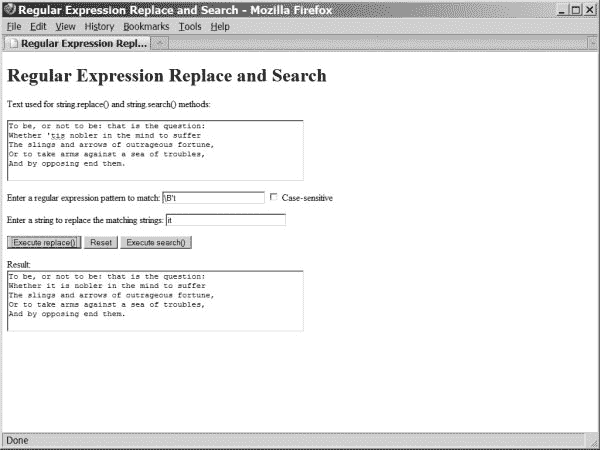 Regular Expression Replace and Search - Mozilla Firefox
File Edit View History Bookmarks Tools Help
Regular Expression Repl...
Regular Expression Replace and Search
Text used for string.replace() and string.search() methods:
To be, or not to be: that is the question:
Whether 'tis nobler in the mind to suffer
The slings and arrows of outrageous fortune,
Or to take arms against a sea of troubles,
And by opposing end them.
Enter a regular expression pattern to match: \B't Case-sensitive
Enter a string to replace the matching strings: it
Execute replace() Reset Execute search()
Result:
To be, or not to be: that is the question:
Whether it is nobler in the mind to suffer
The slings and arrows of outrageous fortune,
Or to take arms against a sea of troubles,
And by opposing end them.
Done